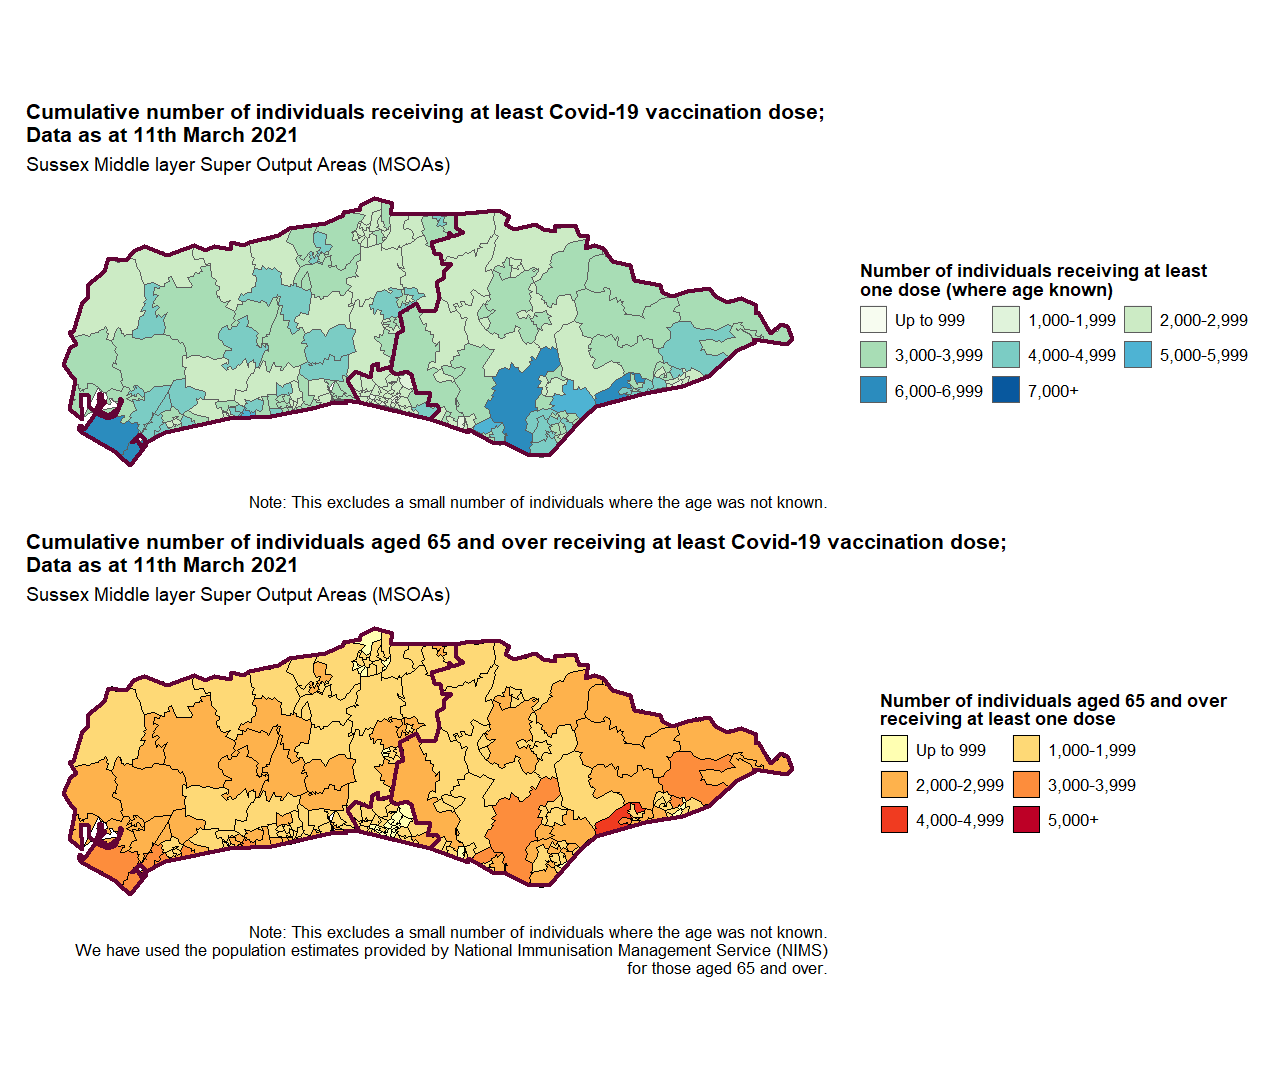 Cumulative number of individuals receiving at least Covid-19 vaccination dose;
Data as at 11th March 2021
Sussex Middle layer Super Output Areas (MSOAs)
Number of individuals receiving at least
one dose (where age known)
Up to 999 1,000-1,999 2,000-2,999
3,000-3,999 4,000-4,999 5,000-5,999
6,000-6,999 7,000+
Note: This excludes a small number of individuals where the age was not known.
Cumulative number of individuals aged 65 and over receiving at least Covid-19 vaccination dose;
Data as at 11th March 2021
Sussex Middle layer Super Output Areas (MSOAs)
Number of individuals aged 65 and over
receiving at least one dose
Up to 999 1,000-1,999
2,000-2,999 3,000-3,999
4,000-4,999 5,000+
Note: This excludes a small number of individuals where the age was not known.
We have used the population estimates provided by National Immunisation Management Service (NIMS)
for those aged 65 and over.